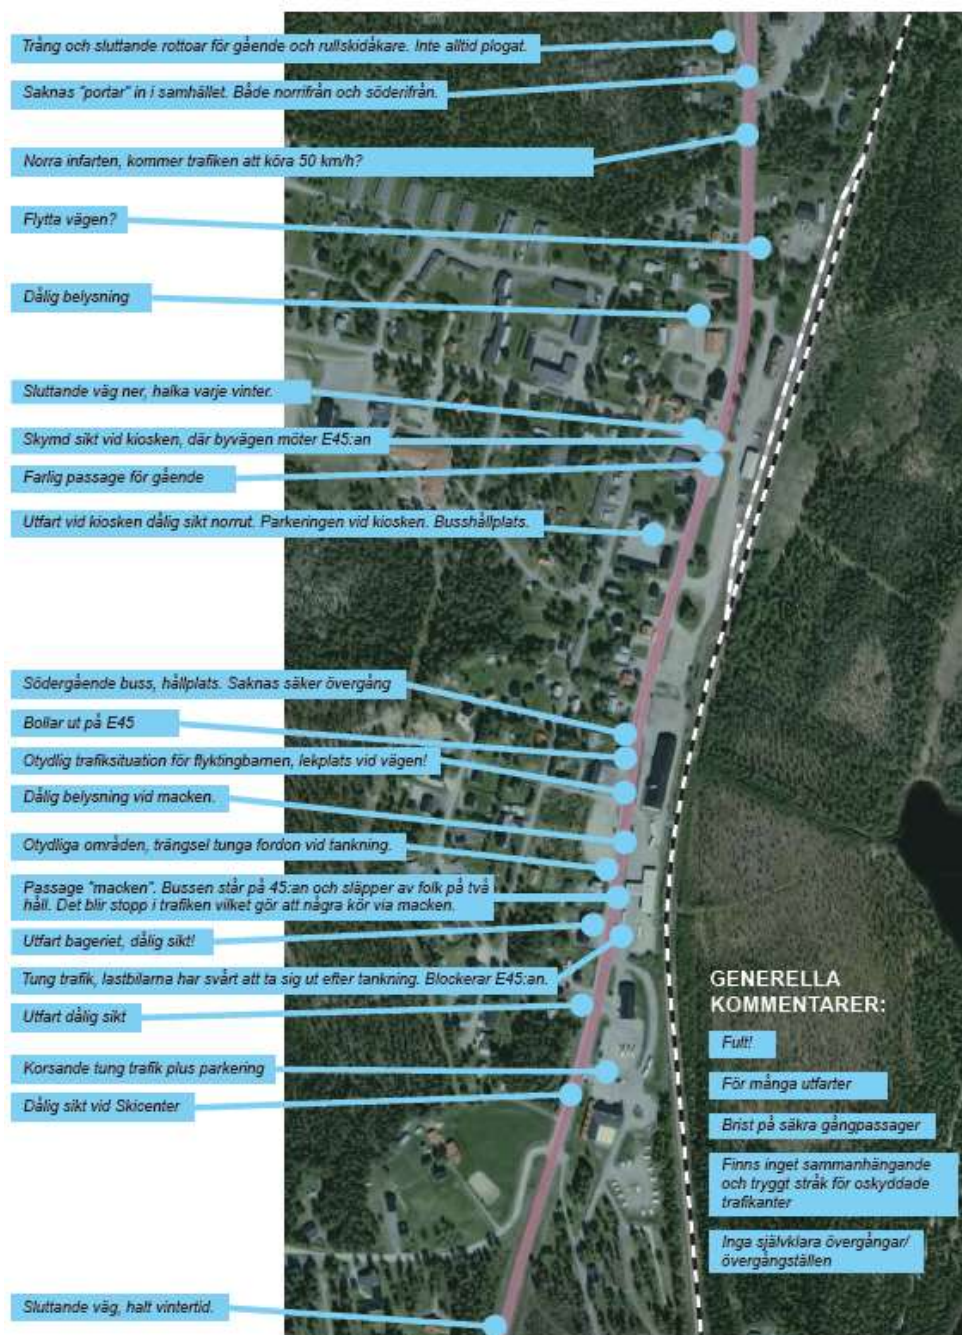 Trång och sluttande rottoar för gående och rullskidåkare. Inte alltid plogat.
Saknas "portar" in i samhället. Både norrifrån och söderifrån.
Norra infarten, kommer trafiken att köra 50 km/h?
Flytta vägen?
Dålig belysning
Sluttande väg ner, halka varje vinter.
Skymd sikt vid kiosken, där byvägen möter E45:an
Farlig passage för gående
Utfart vid kiosken dålig sikt norrut. Parkeringen vid kiosken. Busshållplats.
Södergående buss, hållplats. Saknas säker övergång
Bollar ut på E45
Otydlig trafiksituation för flyktingbarnen, lekplats vid vägen!
Dålig belysning vid macken.
Otydliga områden, trängsel tunga fordon vid tankning.
Passage "macken". Bussen står på 45:an och släpper av folk på två
håll. Det blir stopp i trafiken vilket gör att några kör via macken.
Utfart bageriet, dålig sikt!
Tung trafik, lastbilarna har svårt att ta sig ut efter tankning. Blockerar E45:an.
Utfart dålig sikt
Korsande tung trafik plus parkering
Dålig sikt vid Skicenter
Sluttande väg, halt vintertid.
GENERELLA
KOMMENTARER:
Fult!
För många utfarter
Brist på säkra gångpassager
Finns inget sammanhängande
och tryggt stråk för oskyddade
trafikanter
Inga självklara övergångar/
övergångställen